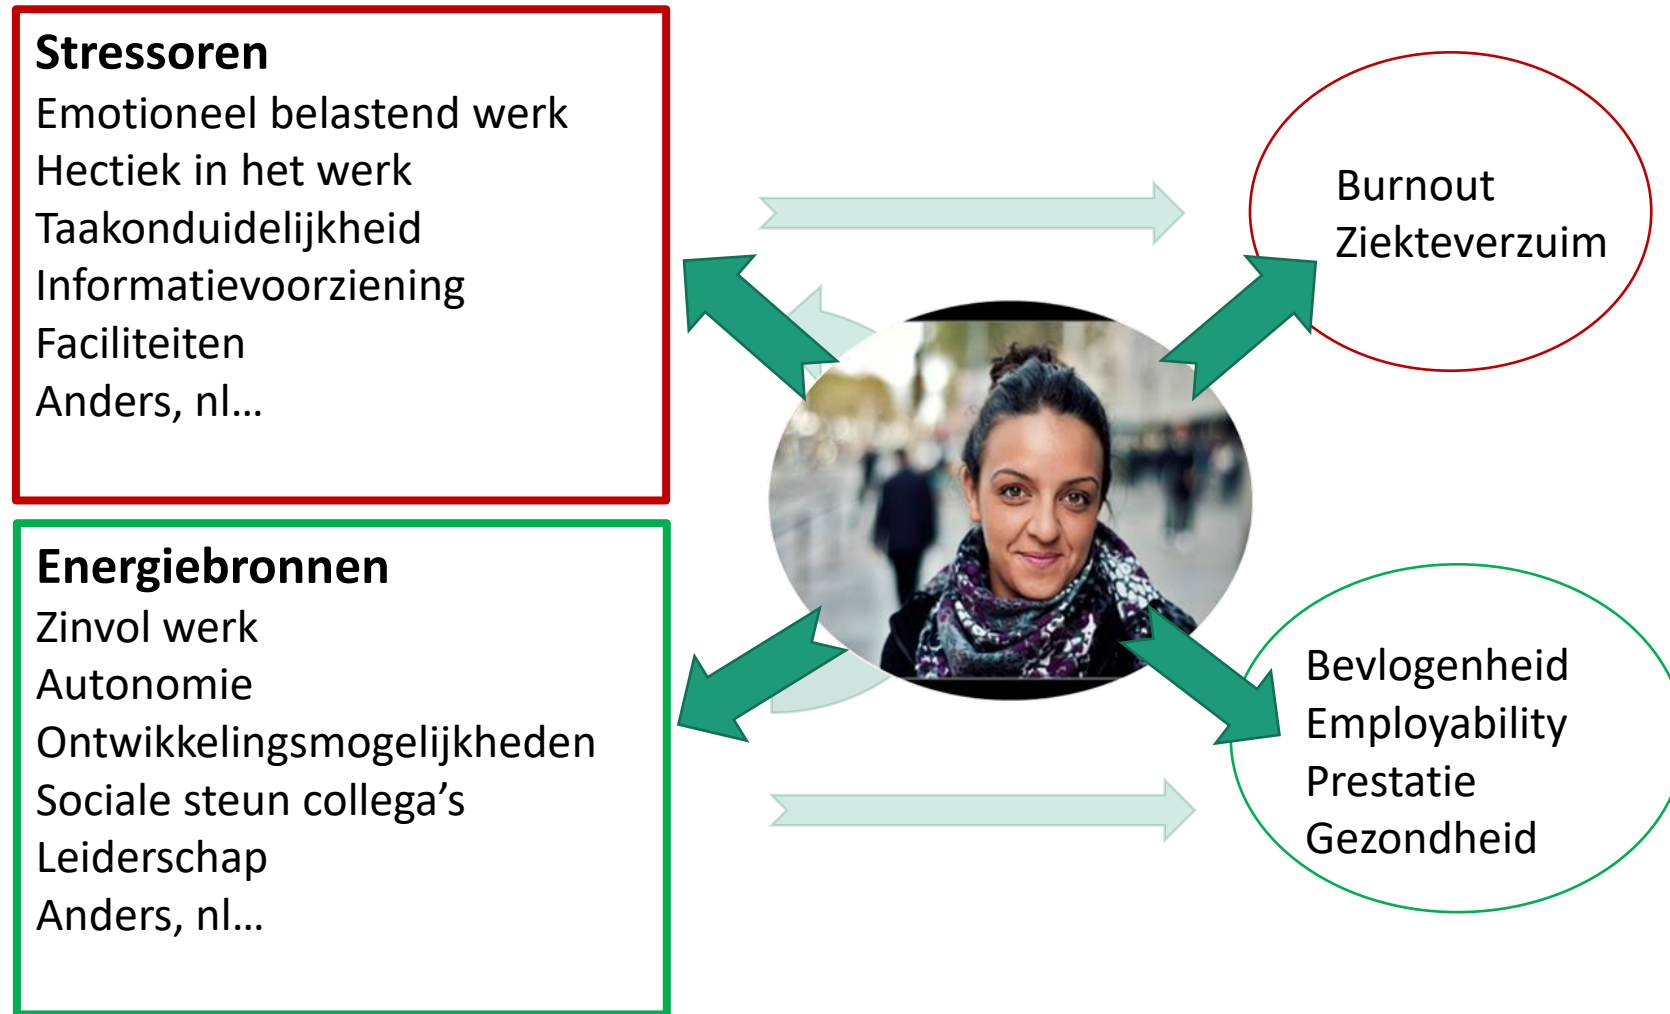 Stressoren
Emotioneel belastend werk
Hectiek in het werk
Taakonduidelijkheid
Informatievoorziening
Faciliteiten
Anders, nl…
Burnout
Ziekteverzuim
Energiebronnen
Zinvol werk
Autonomie
Ontwikkelingsmogelijkheden
Sociale steun collega’s
Leiderschap
Anders, nl…
Bevlogenheid
Employability
Prestatie
Gezondheid